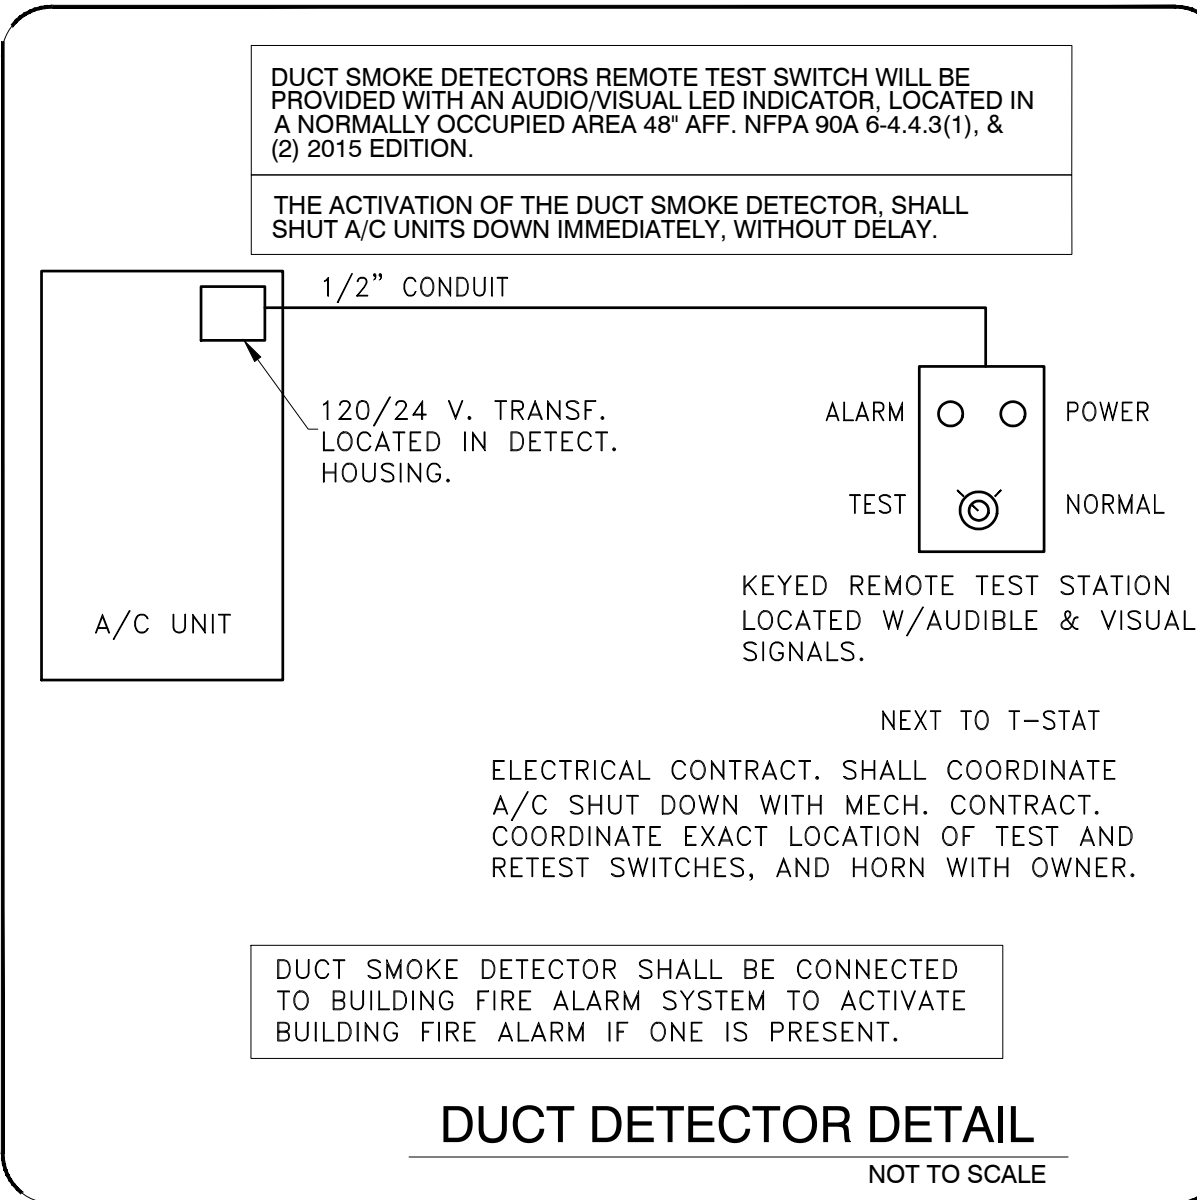 DUCT SMOKE DETECTORS REMOTE TEST SWITCH WILL BE
PROVIDED WITH AN AUDIO/VISUAL LED INDICATOR, LOCATED IN
A NORMALLY OCCUPIED AREA 48" AFF. NFPA 90A 6-4.4.3(1), &
(2) 2015 EDITION.
THE ACTIVATION OF THE DUCT SMOKE DETECTOR, SHALL
SHUT A/C UNITS DOWN IMMEDIATELY, WITHOUT DELAY.
1/2" CONDUIT
120/24 V. TRANSF.
LOCATED IN DETECT.
HOUSING.
A/C UNIT
ALARM
POWER
TEST
NORMAL
KEYED REMOTE TEST STATION
LOCATED W/AUDIBLE & VISUAL
SIGNALS.
NEXT TO T-STAT
ELECTRICAL CONTRACT. SHALL COORDINATE
A/C SHUT DOWN WITH MECH. CONTRACT.
COORDINATE EXACT LOCATION OF TEST AND
RETEST SWITCHES, AND HORN WITH OWNER.
DUCT SMOKE DETECTOR SHALL BE CONNECTED
TO BUILDING FIRE ALARM SYSTEM TO ACTIVATE
BUILDING FIRE ALARM IF ONE IS PRESENT.
DUCT DETECTOR DETAIL
NOT TO SCALE